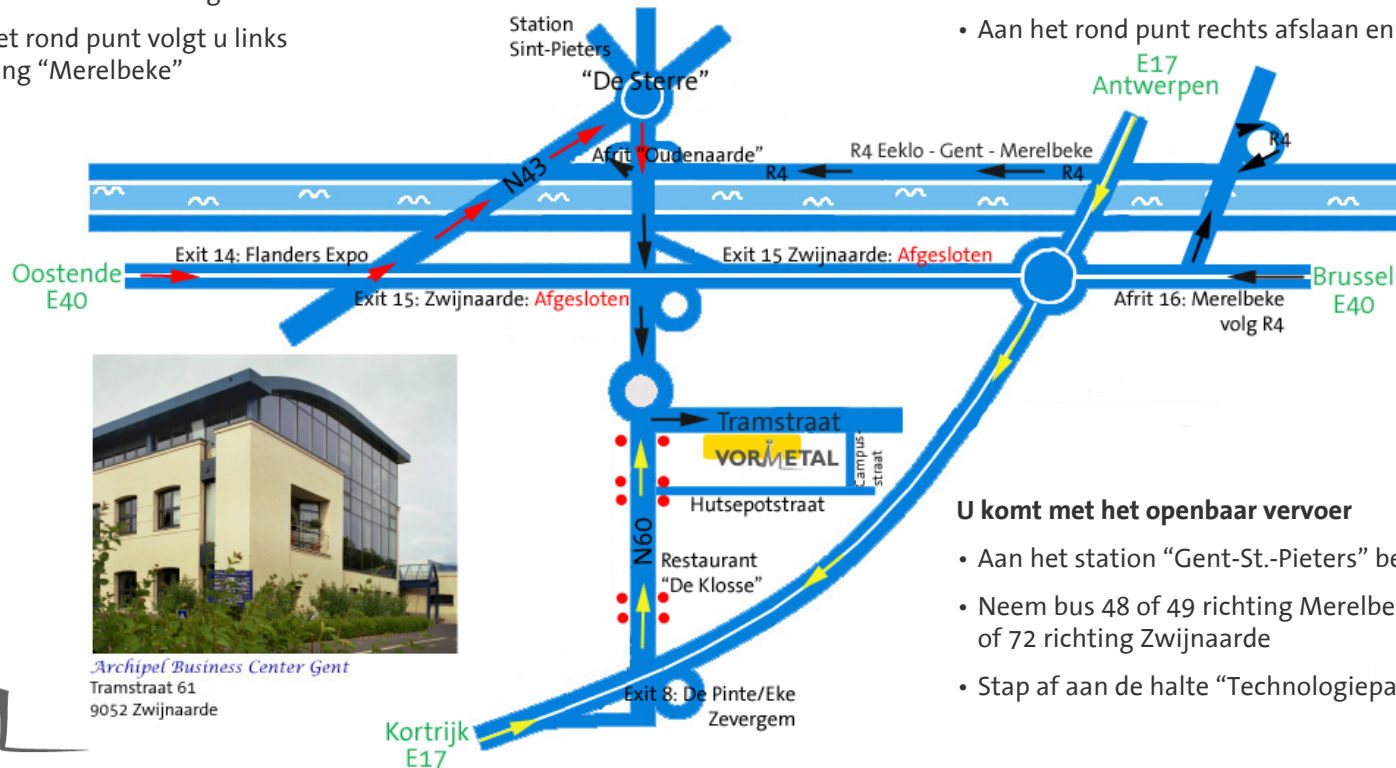 et rond punt volgt u links
ng “Merelbeke”
Station
Sint-Pieters
“De Sterre”
• Aan het rond punt rechts afslaan en
E17
Antwerpen
N43
Afrit “Oudenaarde”
R4 Eeklo - Gent - Merelbeke
R4
R4
R4
Exit 14: Flanders Expo
Exit 15 Zwijnaarde: Afgesloten
Oostende
E40
Exit 15: Zwijnaarde: Afgesloten
Brussel
E40
Afrit 16: Merelbeke
volg R4
Tramstraat
VORMETAL
Campus-
straat
Hutsepotstraat
N60
Restaurant
“De Klosse”
U komt met het openbaar vervoer
• Aan het station “Gent-St.-Pieters” be
• Neem bus 48 of 49 richting Merelbe
of 72 richting Zwijnaarde
• Stap af aan de halte “Technologiepa
Archipel Business Center Gent
Tramstraat 61
9052 Zwijnaarde
Exit 8: De Pinte/Eke
Zevergem
Kortrijk
E17